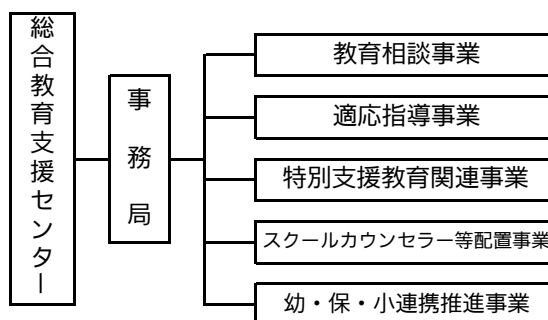 総合教育支援センター
事務局
教育相談事業
適応指導事業
特別支援教育関連事業
スクールカウンセラー等配置事業
幼・保・小連携推進事業